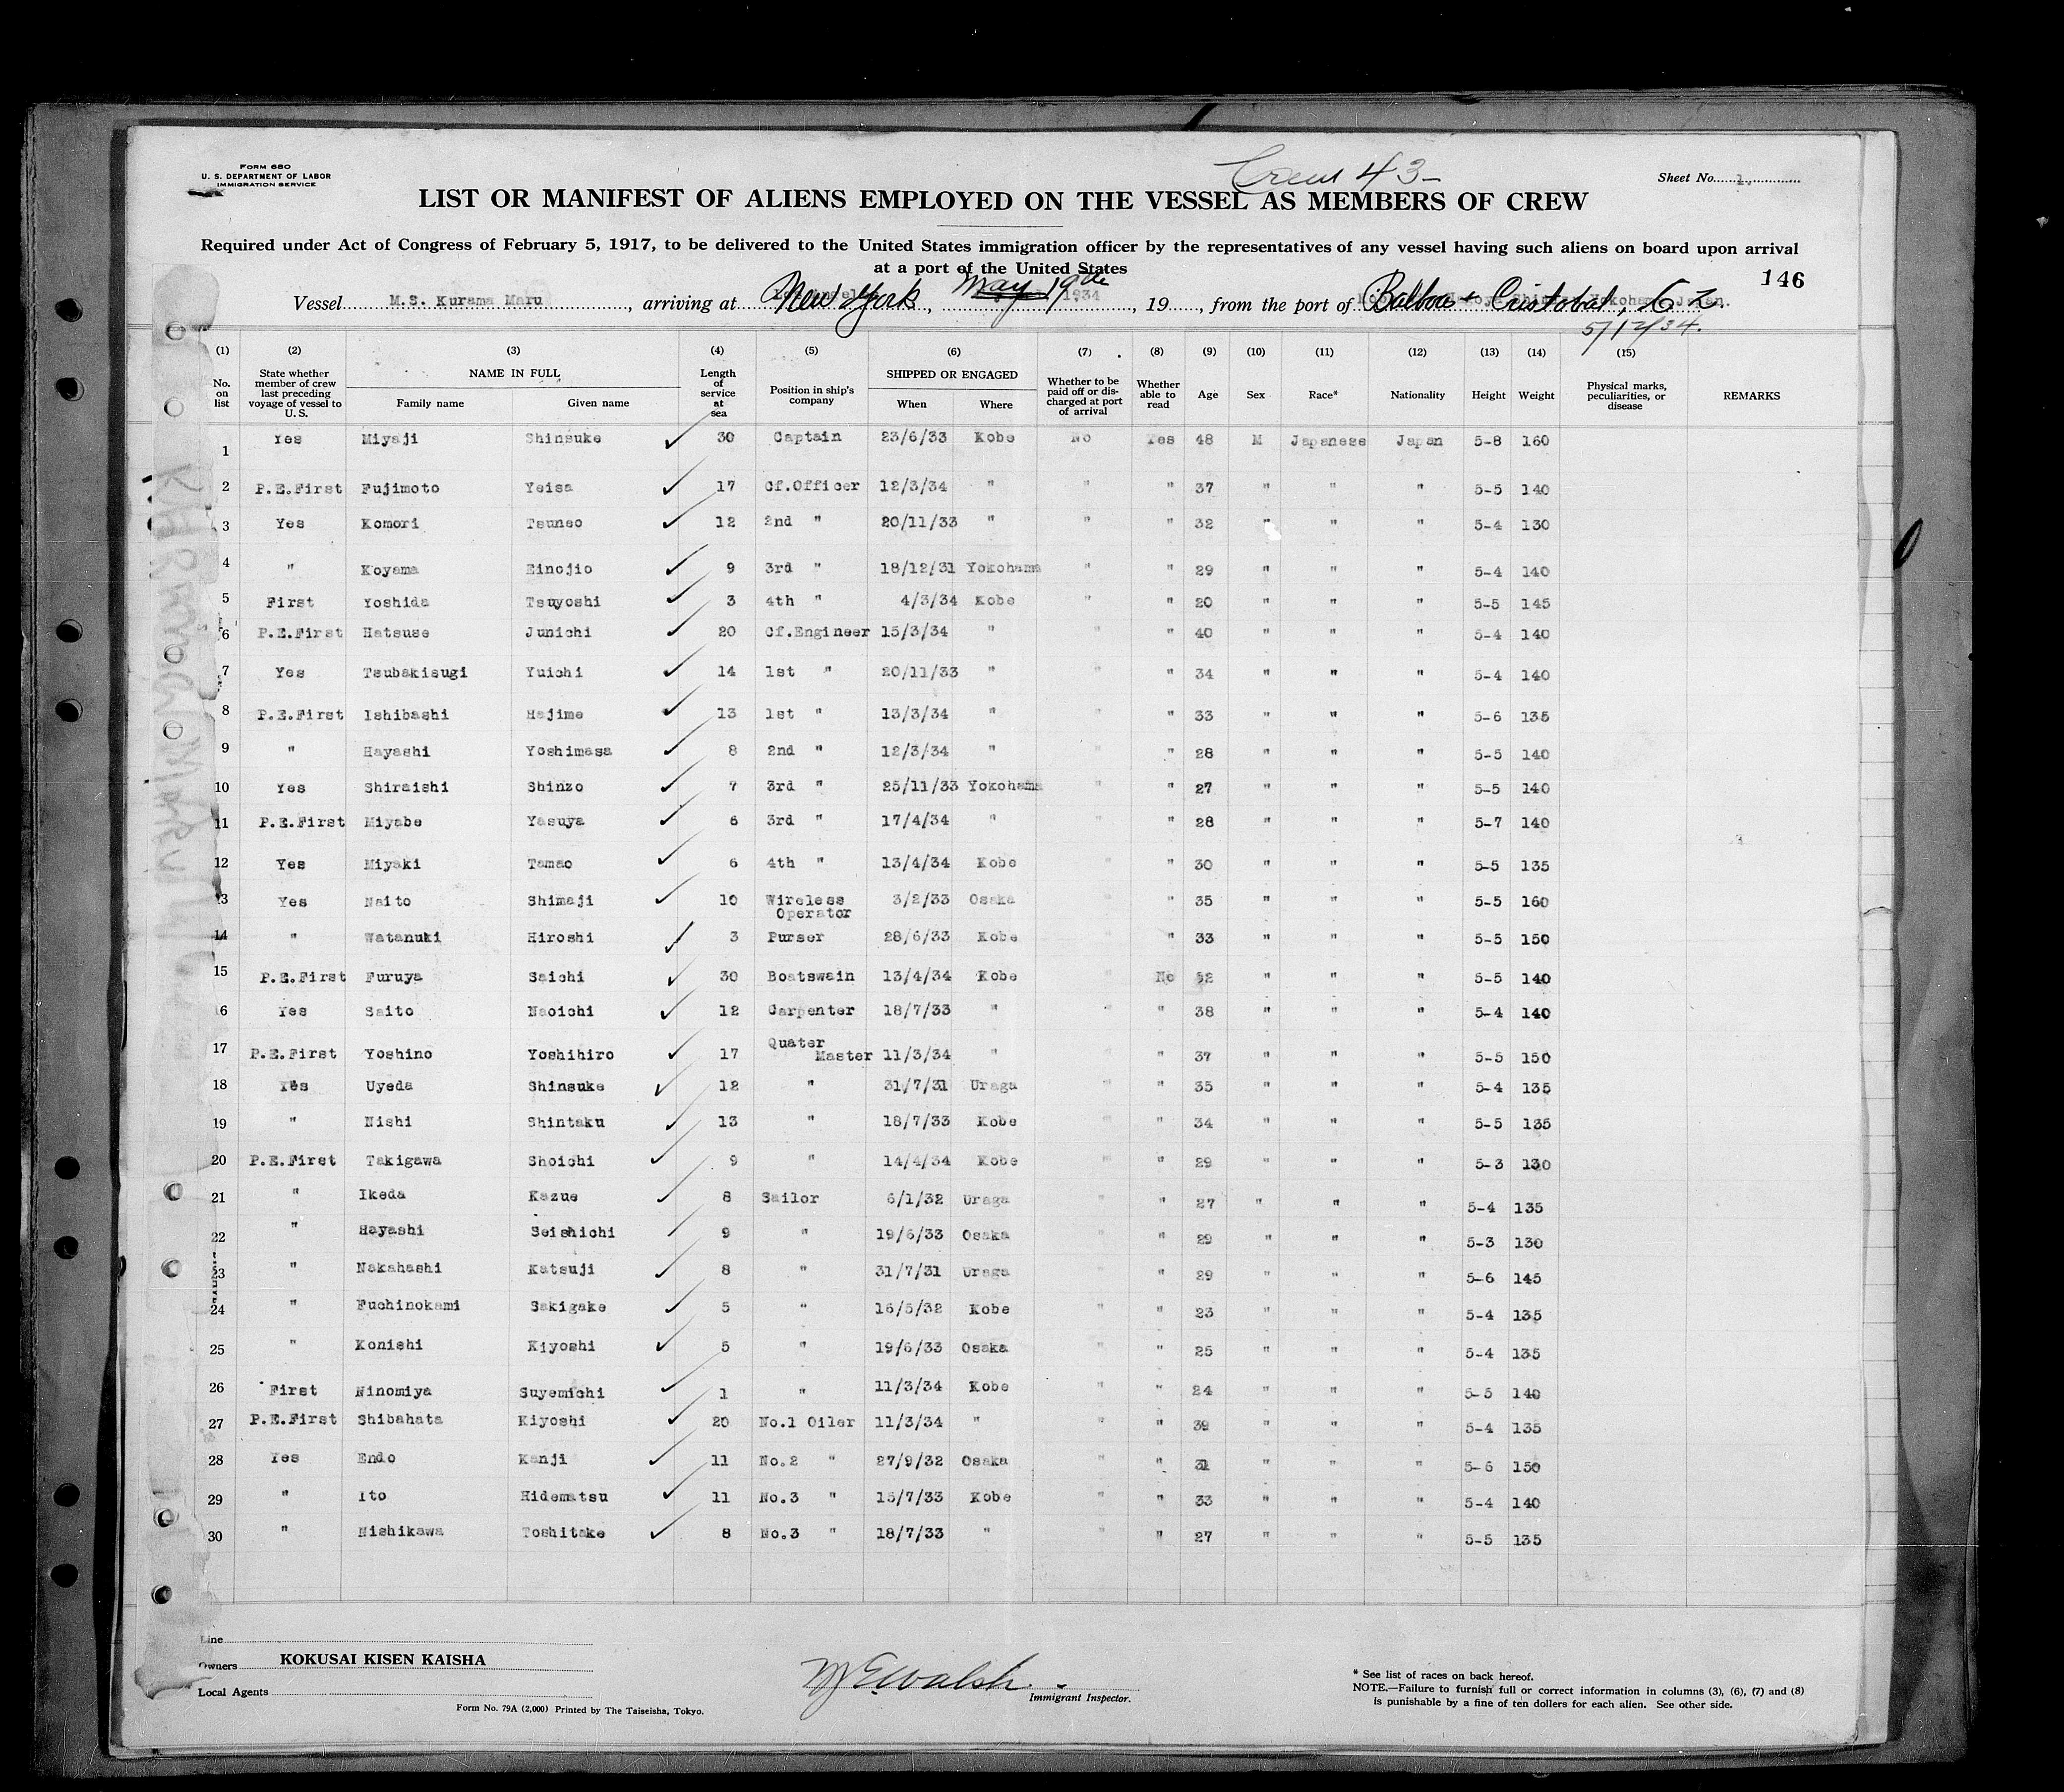 FORM 680
U. S. DEPARTMENT OF LABOR
IMMIGRATION SERVICE
Crew 43-
Sheet No. 1.
LIST OR MANIFEST OF ALIENS EMPLOYED ON THE VESSEL AS MEMBERS OF CREW
Required under Act of Congress of February 5, 1917, to be delivered to the United States immigration officer by the representatives of any vessel having such aliens on board upon arrival
at a port of the United States
146
Vessel M.S. Kurama Maru, arriving at New York, May 19th 1934, 19, from the port of Balboa & Cristobal, C Z.
5/12/34.
(1) (2) (3) (4) (5) (6) (7) (8) (9) (10) (11) (12) (13) (14) (15)
No. on list State whether member of crew last preceding voyage of vessel to U. S. NAME IN FULL Family name Given name Length of service at sea Position in ship's company SHIPPED OR ENGAGED When Where Whether to be paid off or discharged at port of arrival Whether able to read Age Sex Race* Nationality Height Weight Physical marks, peculiarities, or disease REMARKS
1 Yes Miyaji Shinsuke 30 Captain 23/6/33 Kobe No Yes 48 M Japanese Japan 5-8 160
2 P.E.First Fujimoto Yeisa 17 Cf.Officer 12/3/34 " " " 37 " " " 5-5 140
3 Yes Komori Tsuneo 12 2nd " 20/11/33 " " " 32 " " " 5-4 130
4 " Koyama Einojio 9 3rd " 18/12/31 Yokohama " " 29 " " " 5-4 140
5 First Yoshida Tsuyoshi 3 4th " 4/3/34 Kobe " " 20 " " " 5-5 145
6 P.E.First Hatsuse Junichi 20 Cf.Engineer 15/3/34 " " " 40 " " " 5-4 140
7 Yes Tsubakisugi Yuichi 14 1st " 20/11/33 " " " 34 " " " 5-4 140
8 P.E.First Ishibashi Hajime 13 1st " 13/3/34 " " " 33 " " " 5-6 135
9 " Hayashi Yoshimasa 8 2nd " 12/3/34 " " " 28 " " " 5-5 140
10 Yes Shiraishi Shinzo 7 3rd " 25/11/33 Yokohama " " 27 " " " 5-5 140
11 P.E.First Miyabe Yasuya 6 3rd " 17/4/34 " " " 28 " " " 5-7 140
12 Yes Miyaki Tamao 6 4th " 13/4/34 Kobe " " 30 " " " 5-5 135
13 Yes Naito Shimaji 10 Wireless Operator 3/2/33 Osaka " " 35 " " " 5-5 160
14 " Watanuki Hiroshi 3 Purser 28/6/33 Kobe " " 33 " " " 5-5 150
15 P.E.First Furuya Saichi 30 Boatswain 13/4/34 Kobe " No 52 " " " 5-5 140
16 Yes Saito Naoichi 12 Carpenter 18/7/33 " " " 38 " " " 5-4 140
17 P.E.First Yoshino Yoshihiro 17 Quater Master 11/3/34 " " " 37 " " " 5-5 150
18 Yes Uyeda Shinsuke 12 " 31/7/31 Uraga " " 35 " " " 5-4 135
19 " Nishi Shintaku 13 " 18/7/33 Kobe " " 34 " " " 5-5 135
20 P.E.First Takigawa Shoichi 9 " 14/4/34 Kobe " " 29 " " " 5-3 130
21 " Ikeda Kazue 8 Sailor 6/1/32 Uraga " " 27 " " " 5-4 135
22 " Hayashi Seishichi 9 " 19/6/33 Osaka " " 29 " " " 5-3 130
23 " Nakahashi Katsuji 8 " 31/7/31 Uraga " " 29 " " " 5-6 145
24 " Fuchinokami Sakigake 5 " 16/5/32 Kobe " " 23 " " " 5-4 135
25 " Konishi Kiyoshi 5 " 19/6/33 Osaka " " 25 " " " 5-4 135
26 First Ninomiya Suyemichi 1 " 11/3/34 Kobe " " 24 " " " 5-5 140
27 P.E.First Shibahata Kiyoshi 20 No.1 Oiler 11/3/34 " " " 39 " " " 5-4 135
28 Yes Endo Kanji 11 No.2 " 27/9/32 Osaka " " 31 " " " 5-6 150
29 " Ito Hidematsu 11 No.3 " 15/7/33 Kobe " " 33 " " " 5-4 140
30 " Nishikawa Toshitake 8 No.3 " 18/7/33 " " " 27 " " " 5-5 135
Line
Owners KOKUSAI KISEN KAISHA
Local Agents
Form No. 79A (2,000) Printed by The Taiseisha, Tokyo.
Walsh
Immigrant Inspector.
* See list of races on back hereof.
NOTE.—Failure to furnish full or correct information in columns (3), (6), (7) and (8)
is punishable by a fine of ten dollars for each alien. See other side.